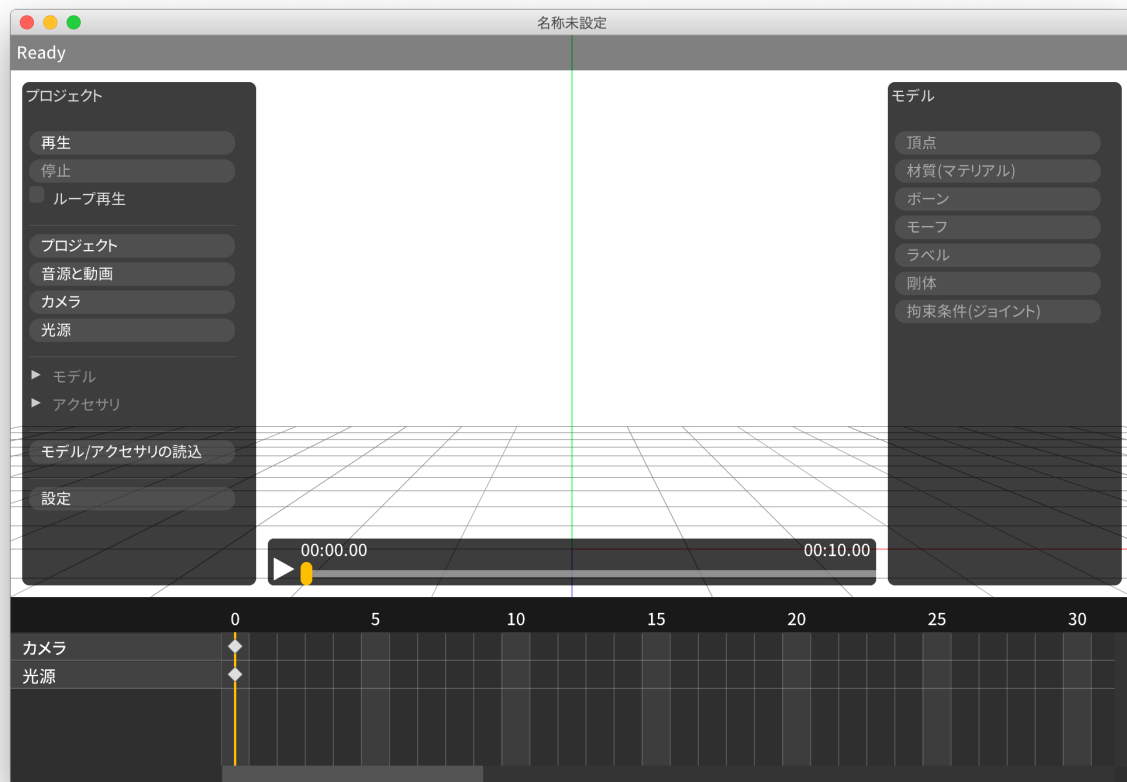 名称未設定
Ready
プロジェクト
再生
停止
ループ再生
プロジェクト
音源と動画
カメラ
光源
モデル
アクセサリ
モデル/アクセサリの読込
設定
モデル
頂点
材質(マテリアル)
ボーン
モーフ
ラベル
剛体
拘束条件(ジョイント)
00:00.00 00:10.00
0 5 10 15 20 25 30
カメラ
光源